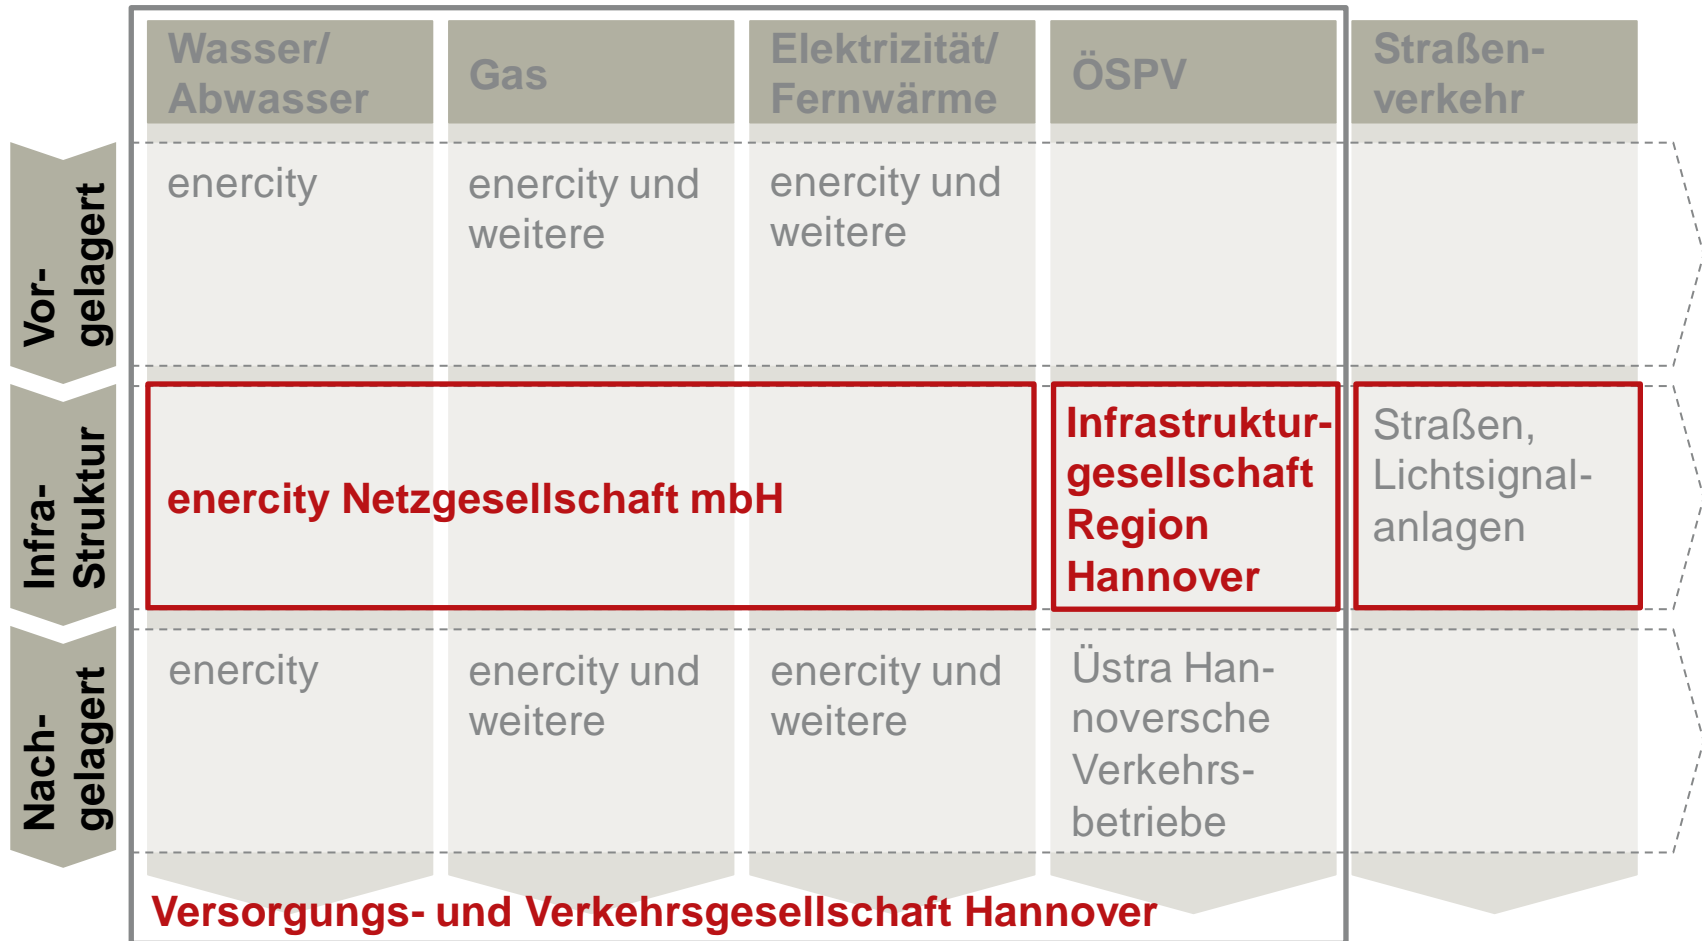 Wasser/
Abwasser
Gas
Elektrizität/
Fernwärme
ÖSPV
Straßen-
verkehr
Vor-
gelagert
enercity
enercity und
weitere
enercity und
weitere
Infra-
Struktur
enercity Netzgesellschaft mbH
Infrastruktur-
gesellschaft
Region
Hannover
Straßen,
Lichtsignal-
anlagen
Nach-
gelagert
enercity
enercity und
weitere
enercity und
weitere
Üstra Han-
noversche
Verkehrs-
betriebe
Versorgungs- und Verkehrsgesellschaft Hannover